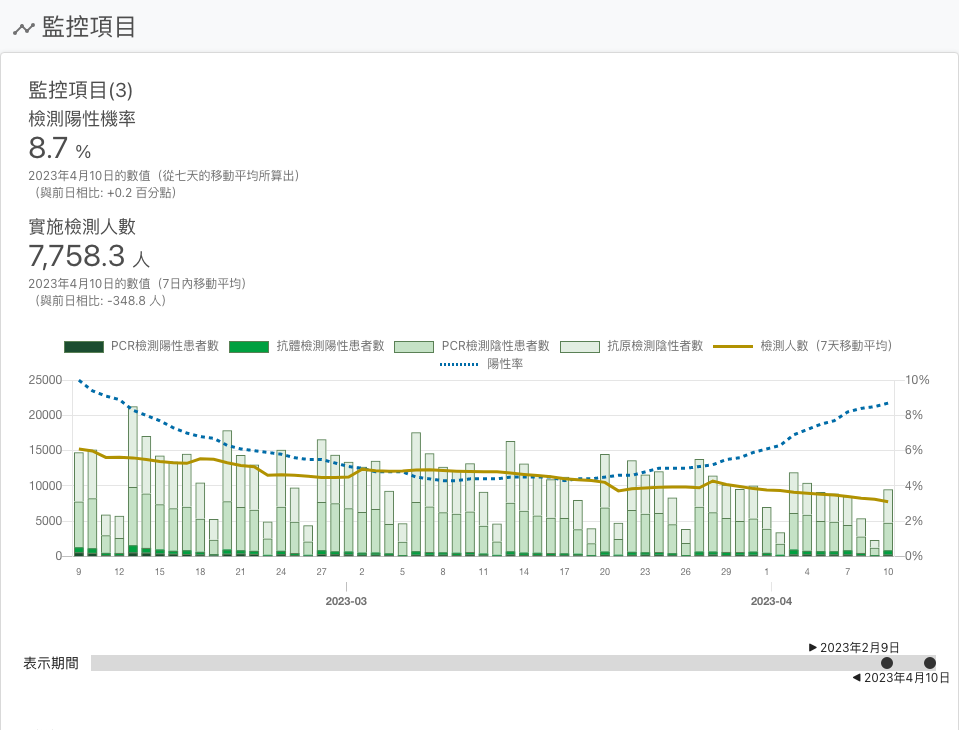 監控項目
監控項目(3)
檢測陽性機率
8.7 %
2023年4月10日的數值（從七天的移動平均所算出）
（與前日相比: +0.2 百分點）
實施檢測人數
7,758.3 人
2023年4月10日的數值（7日內移動平均）
（與前日相比: -348.8 人）
PCR檢測陽性患者數 抗體檢測陽性患者數 PCR檢測陰性患者數 抗原檢測陰性者數 檢測人數（7天移動平均）
陽性率
25000 10%
20000 8%
15000 6%
10000 4%
5000 2%
0 0%
9 12 15 18 21 24 27 2 5 8 11 14 17 20 23 26 29 1 4 7 10
2023-03 2023-04
▶ 2023年2月9日
表示期間
◀ 2023年4月10日